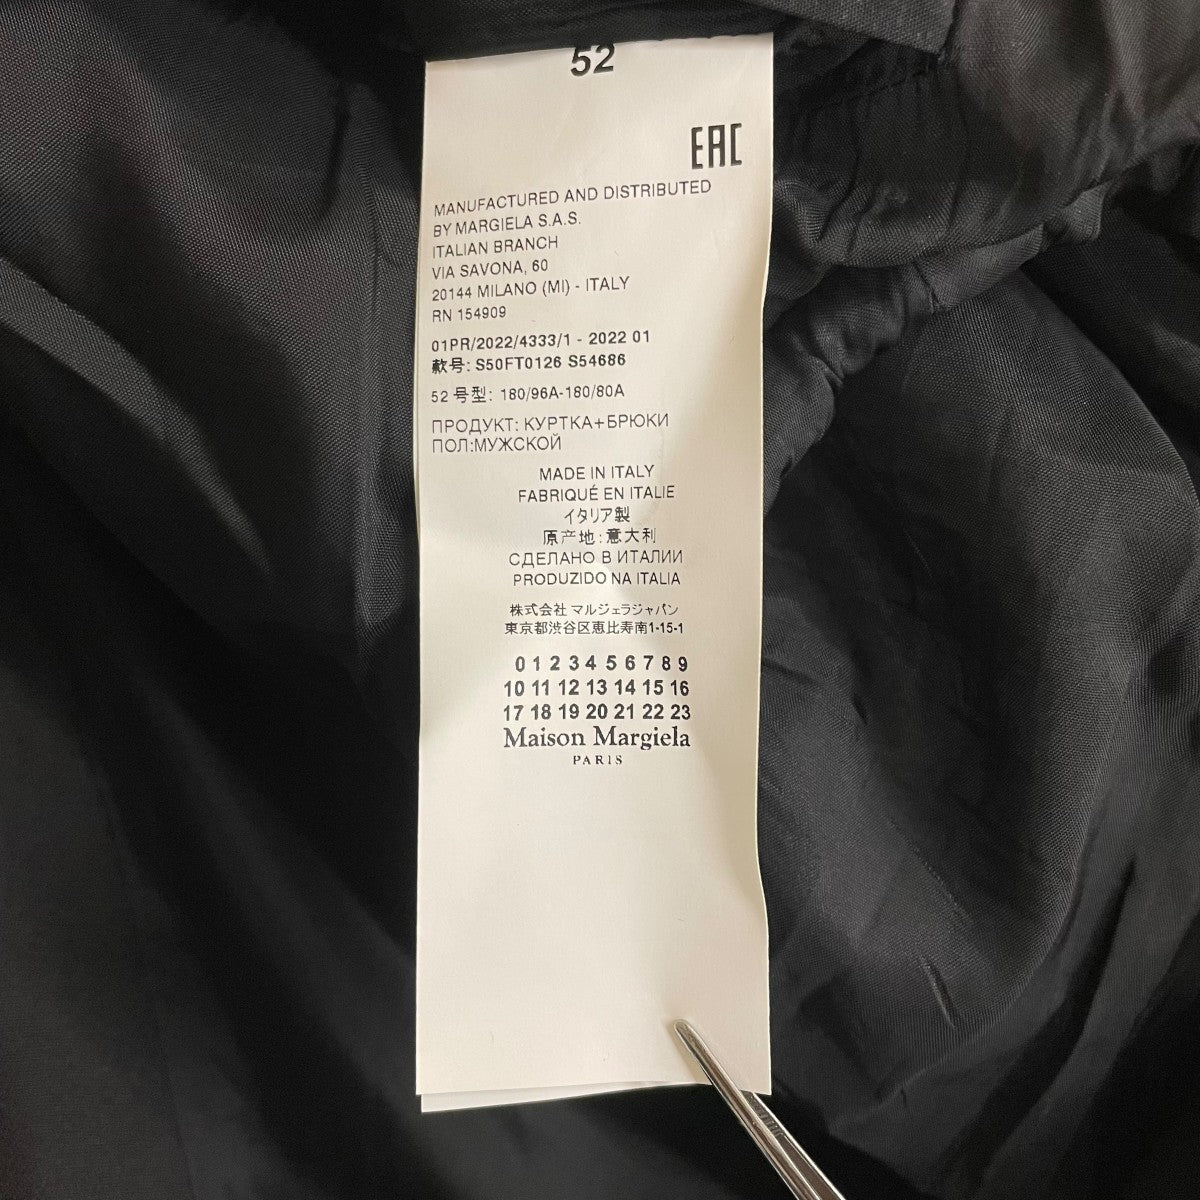 52
EAC
MANUFACTURED AND DISTRIBUTED
BY MARGIELA S.A.S.
ITALIAN BRANCH
VIA SAVONA, 60
20144 MILANO (MI) - ITALY
RN 154909
01PR/2022/4333/1 - 2022 01
款号: S50FT0126 S54686
52 号型: 180/96A-180/80A
ПРОДУКТ: КУРТКА+БРЮКИ
ПОЛ:МУЖСКОЙ
MADE IN ITALY
FABRIQUÉ EN ITALIE
イタリア製
原产地:意大利
СДЕЛАНО В ИТАЛИИ
PRODUZIDO NA ITALIA
株式会社 マルジェラジャパン
東京都渋谷区恵比寿南1-15-1
0 1 2 3 4 5 6 7 8 9
10 11 12 13 14 15 16
17 18 19 20 21 22 23
Maison Margiela
PARIS